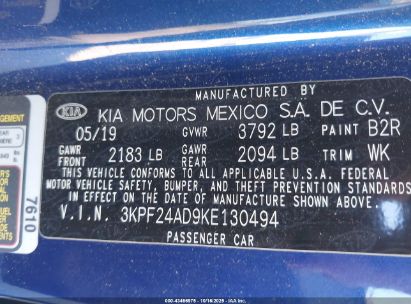 MANUFACTURED BY
KIA KIA MOTORS MEXICO S.A. DE C.V.
05/19 GVWR 3792 LB PAINT B2R
GAWR FRONT 2183 LB GAWR REAR 2094 LB TRIM WK
THIS VEHICLE CONFORMS TO ALL APPLICABLE U.S.A. FEDERAL
MOTOR VEHICLE SAFETY, BUMPER, AND THEFT PREVENTION STANDARDS
IN EFFECT ON THE DATE OF MANUFACTURE SHOWN ABOVE.
V.I.N. 3KPF24AD9KE130494
PASSENGER CAR
7610